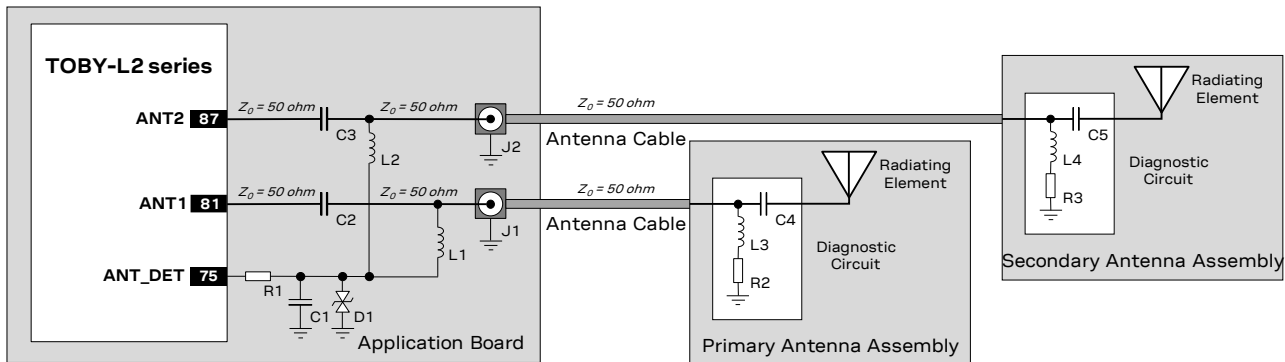 TOBY-L2 series
ANT2 87
Z0 = 50 ohm
C3
Z0 = 50 ohm
L2
J2
Z0 = 50 ohm
Antenna Cable
ANT1 81
Z0 = 50 ohm
C2
Z0 = 50 ohm
L1
J1
Z0 = 50 ohm
Antenna Cable
ANT_DET 75
R1
C1
D1
Application Board
Radiating
Element
C4
L3
R2
Diagnostic
Circuit
Primary Antenna Assembly
Radiating
Element
C5
L4
R3
Diagnostic
Circuit
Secondary Antenna Assembly